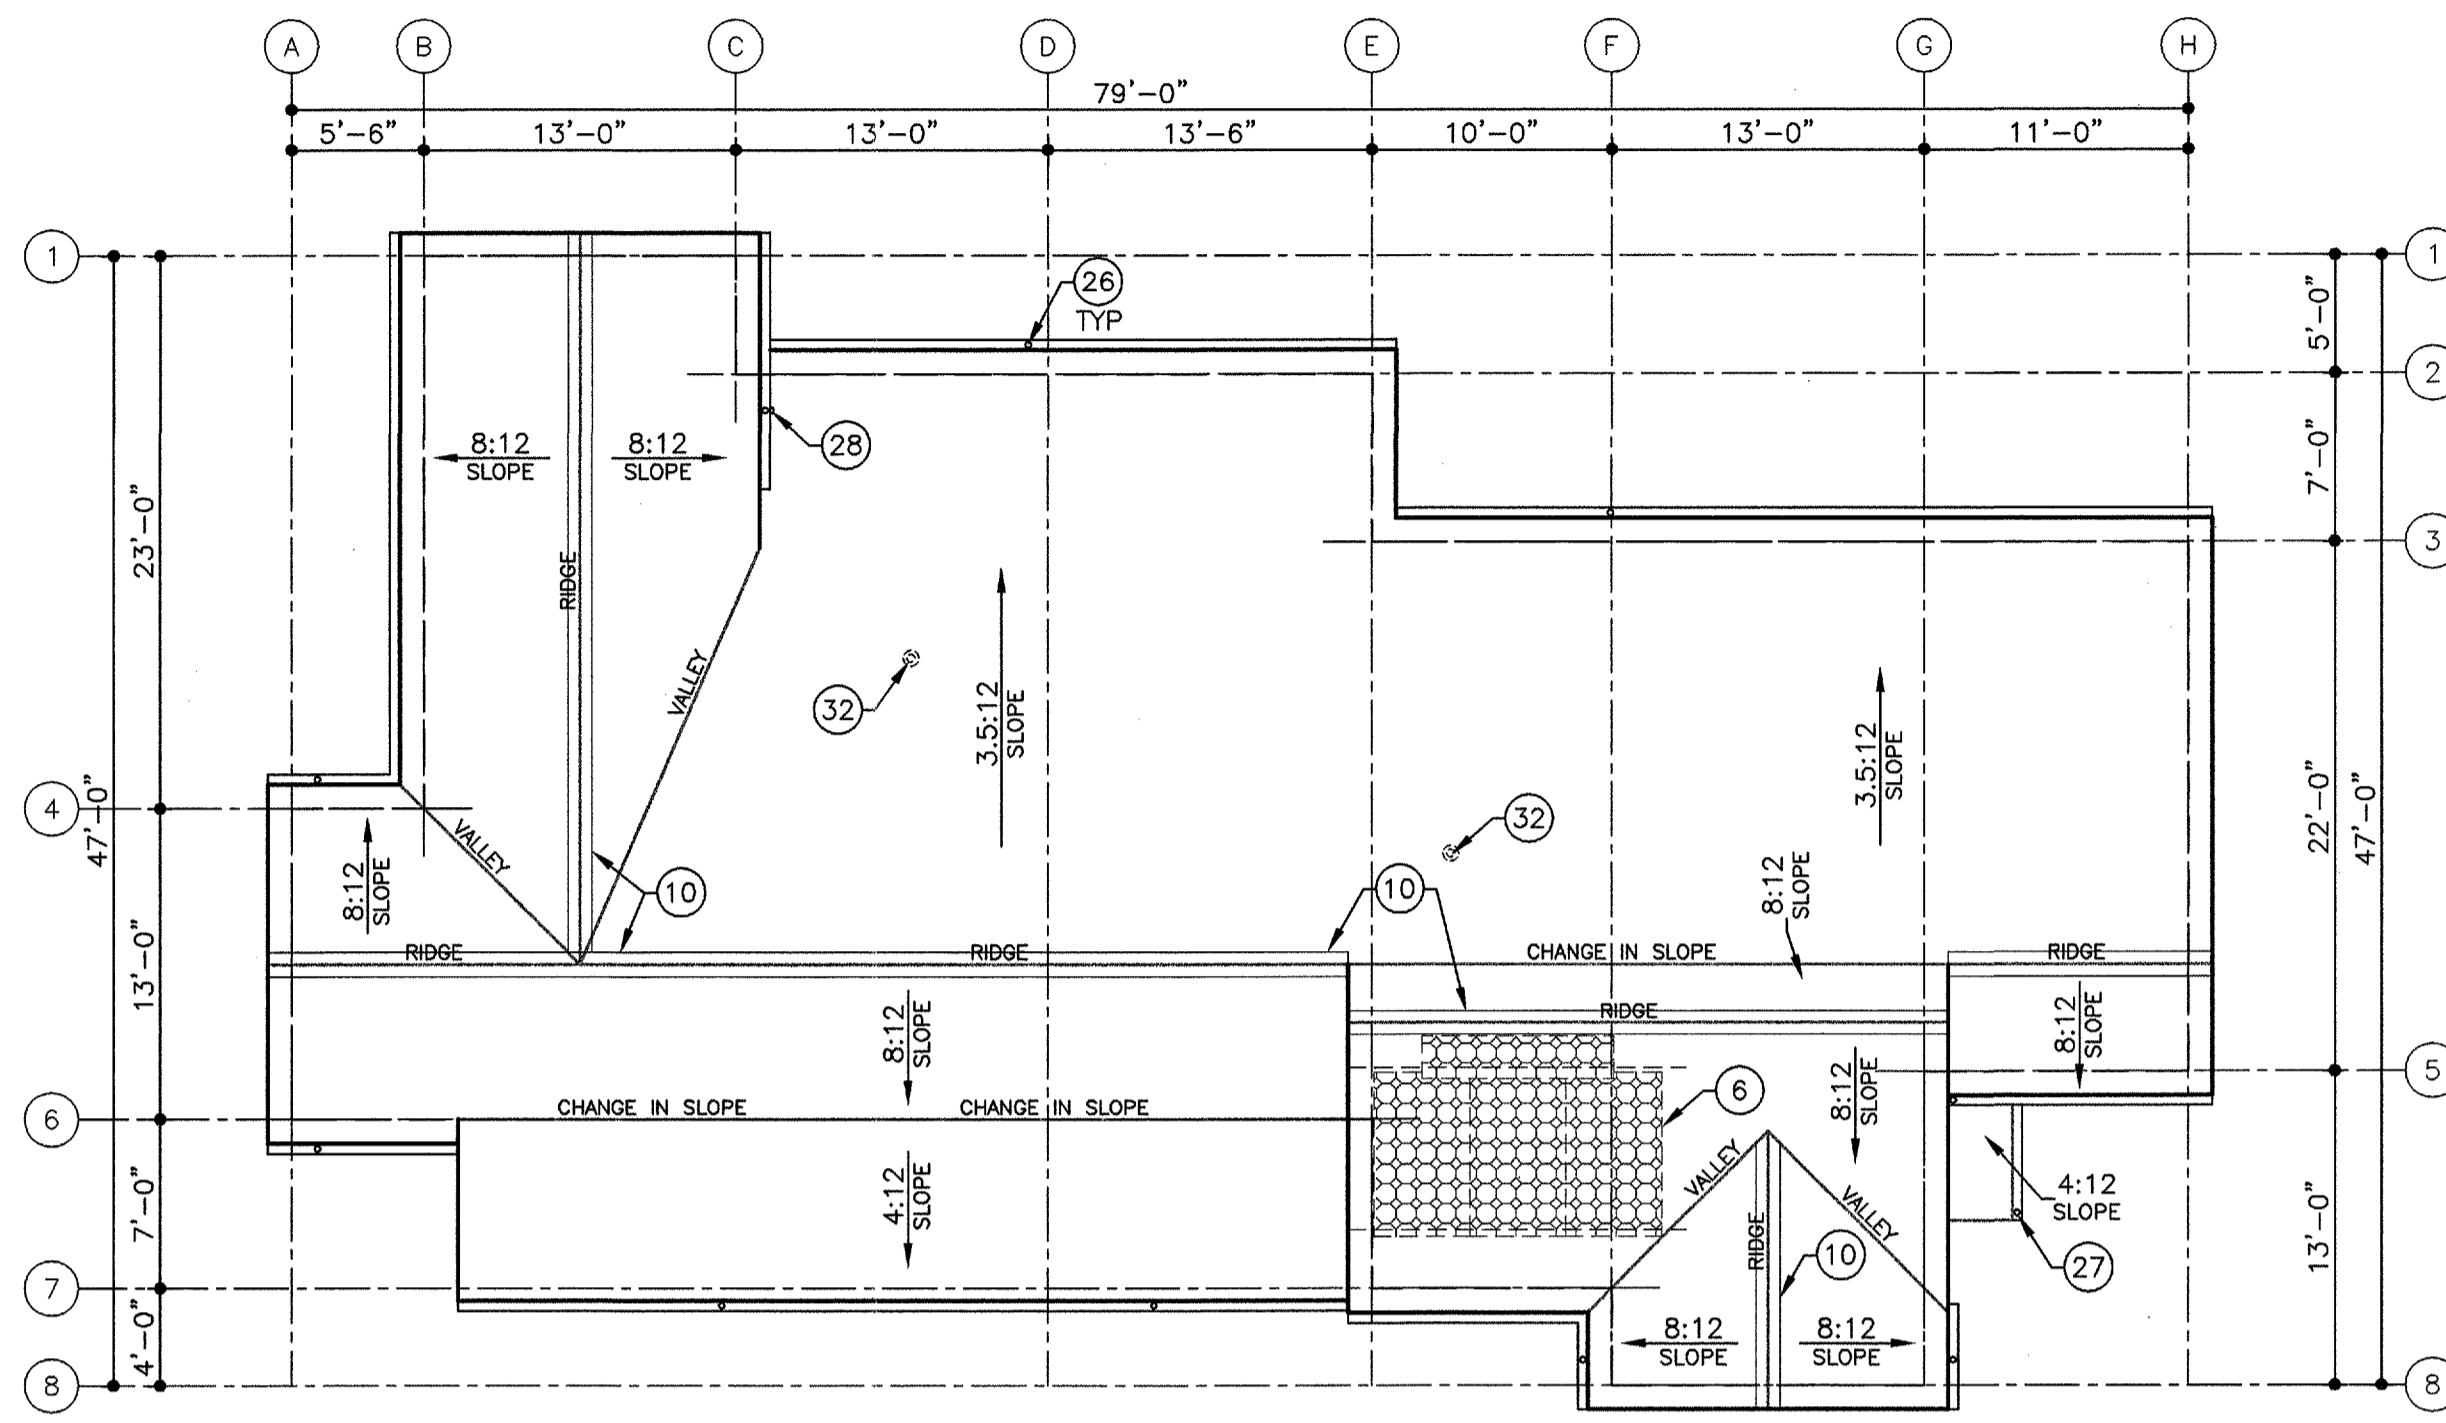 A B C D E F G H
79'-0"
5'-6" 13'-0" 13'-0" 13'-6" 10'-0" 13'-0" 11'-0"
1 1
26
TYP
5'-0"
2
8:12 8:12
SLOPE SLOPE
28
7'-0"
23'-0"
3
RIDGE
VALLEY
32
3.5:12
SLOPE
3.5:12
SLOPE
4
47'-0"
22'-0"
47'-0"
VALLEY
32
8:12
SLOPE
10
10
8:12
SLOPE
RIDGE RIDGE CHANGE IN SLOPE RIDGE
13'-0"
8:12
SLOPE
RIDGE
8:12
SLOPE
8:12
SLOPE
5
6
6
CHANGE IN SLOPE CHANGE IN SLOPE
VALLEY
VALLEY
4:12
SLOPE
4:12
SLOPE
7'-0"
RIDGE
10
27
13'-0"
7
8:12 8:12
SLOPE SLOPE
4'-0"
8 8